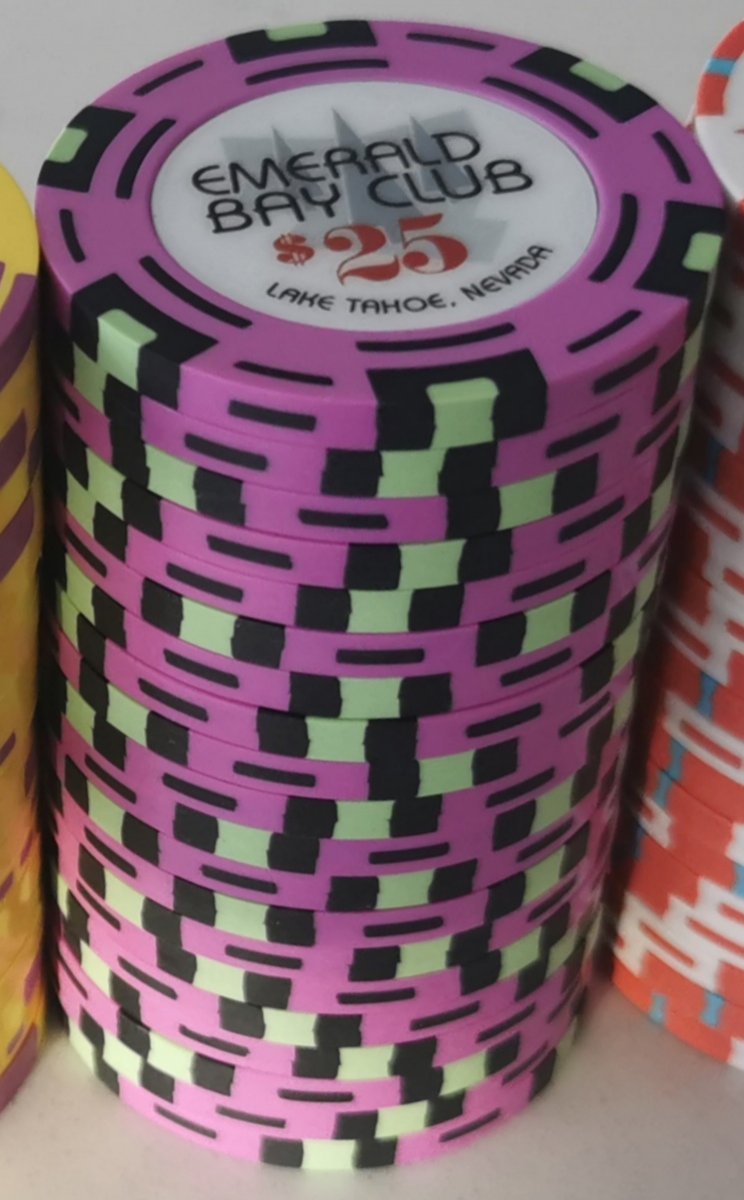 EMERALD
BAY CLUB
$25
LAKE TAHOE, NEVADA